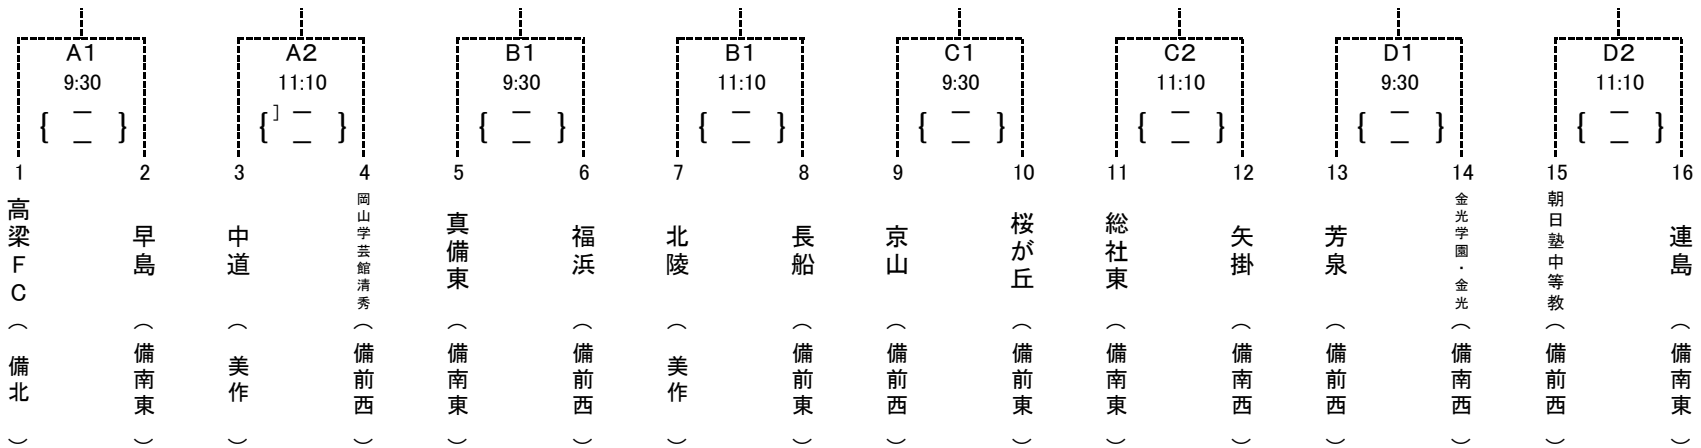 A1 A2 B1 B1 C1 C2 D1 D2
9:30 11:10 9:30 11:10 9:30 11:10 9:30 11:10
{ － } { ］ － } { － } { － } { － } { － } { － } { － }
－ － － － － － － －
1 2 3 4 5 6 7 8 9 10 11 12 13 14 15 16
高梁FC（備北）
早島（備南東）
中道（美作）
岡山学芸館清秀（備前西）
真備東（備南東）
福浜（備前西）
北陵（美作）
長船（備前東）
京山（備前西）
桜が丘（備前東）
総社東（備南東）
矢掛（備南西）
芳泉（備前西）
金光学園・金光（備南西）
朝日塾中等教（備前西）
連島（備南東）